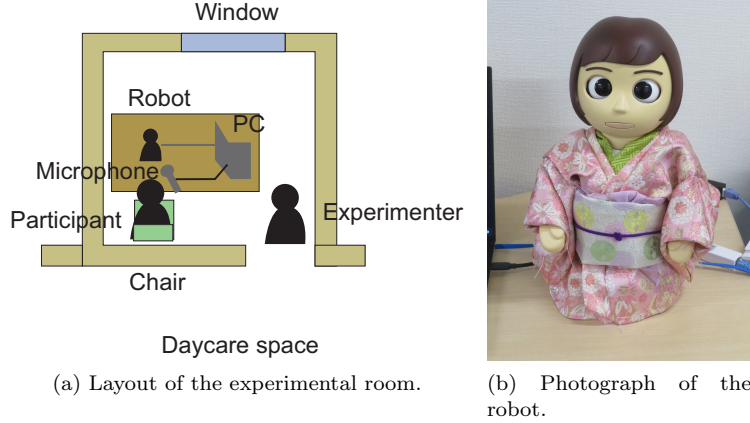 Window
Robot
PC
Microphone
Participant
Experimenter
Chair
Daycare space
(a) Layout of the experimental room.
(b) Photograph of the
robot.